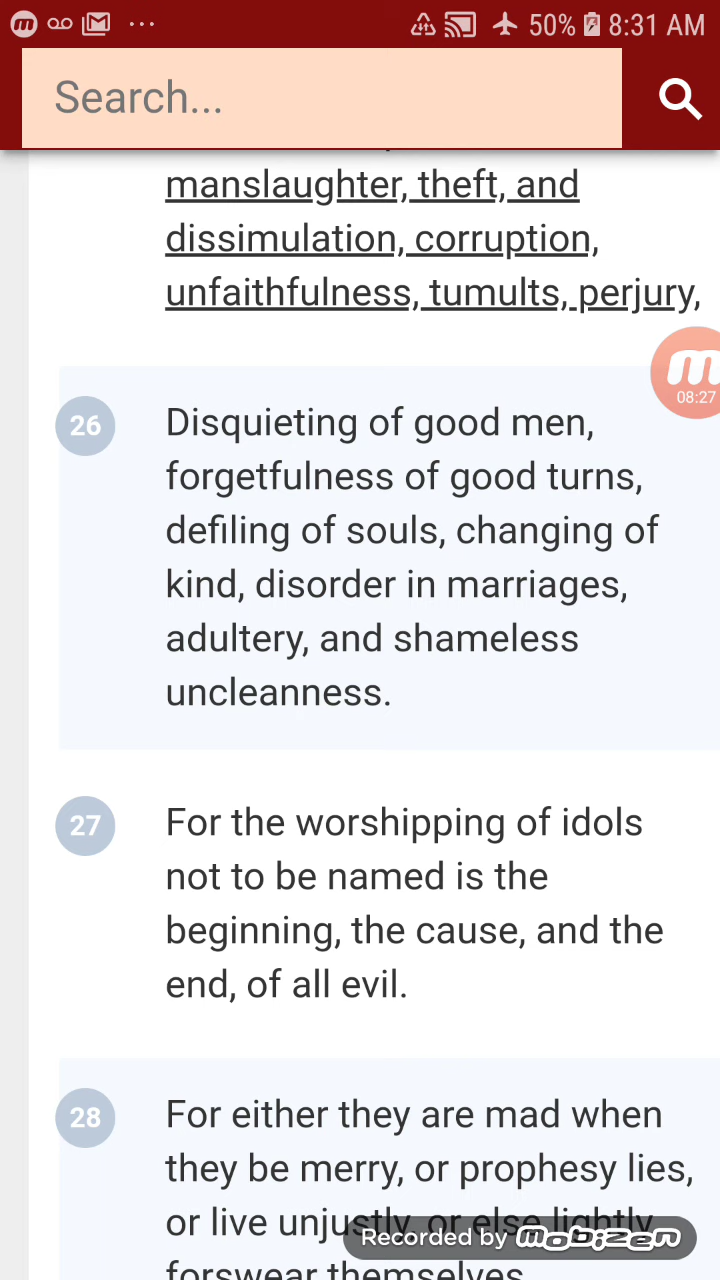 50% 8:31 AM
Search...
manslaughter, theft, and
dissimulation, corruption,
unfaithfulness, tumults, perjury,
08:27
26 Disquieting of good men,
forgetfulness of good turns,
defiling of souls, changing of
kind, disorder in marriages,
adultery, and shameless
uncleanness.
27 For the worshipping of idols
not to be named is the
beginning, the cause, and the
end, of all evil.
28 For either they are mad when
they be merry, or prophesy lies,
or live unjustly, or else lightly
Recorded by mobizen
forswear themselves